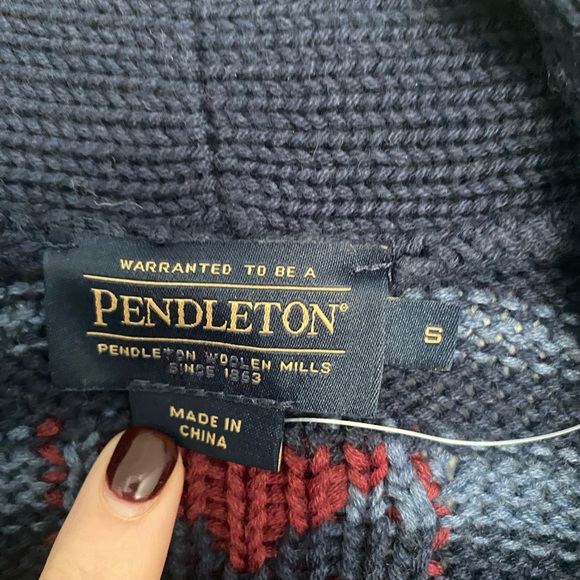 WARRANTED TO BE A
PENDLETON®
PENDLETON WOOLEN MILLS
SINCE 1863
S
MADE IN
CHINA